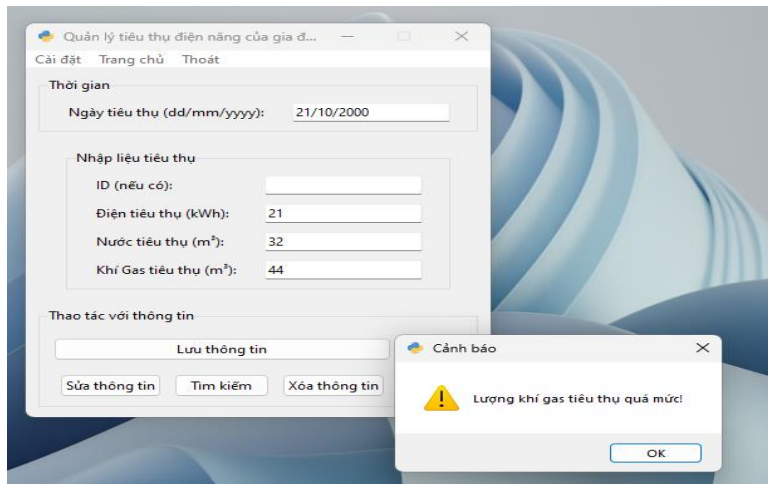 Quản lý tiêu thụ điện năng của gia đ...
Cài đặt Trang chủ Thoát
Thời gian
Ngày tiêu thụ (dd/mm/yyyy): 21/10/2000
Nhập liệu tiêu thụ
ID (nếu có):
Điện tiêu thụ (kWh): 21
Nước tiêu thụ (m³): 32
Khí Gas tiêu thụ (m³): 44
Thao tác với thông tin
Lưu thông tin
Sửa thông tin Tìm kiếm Xóa thông tin
Cảnh báo
Lượng khí gas tiêu thụ quá mức!
OK